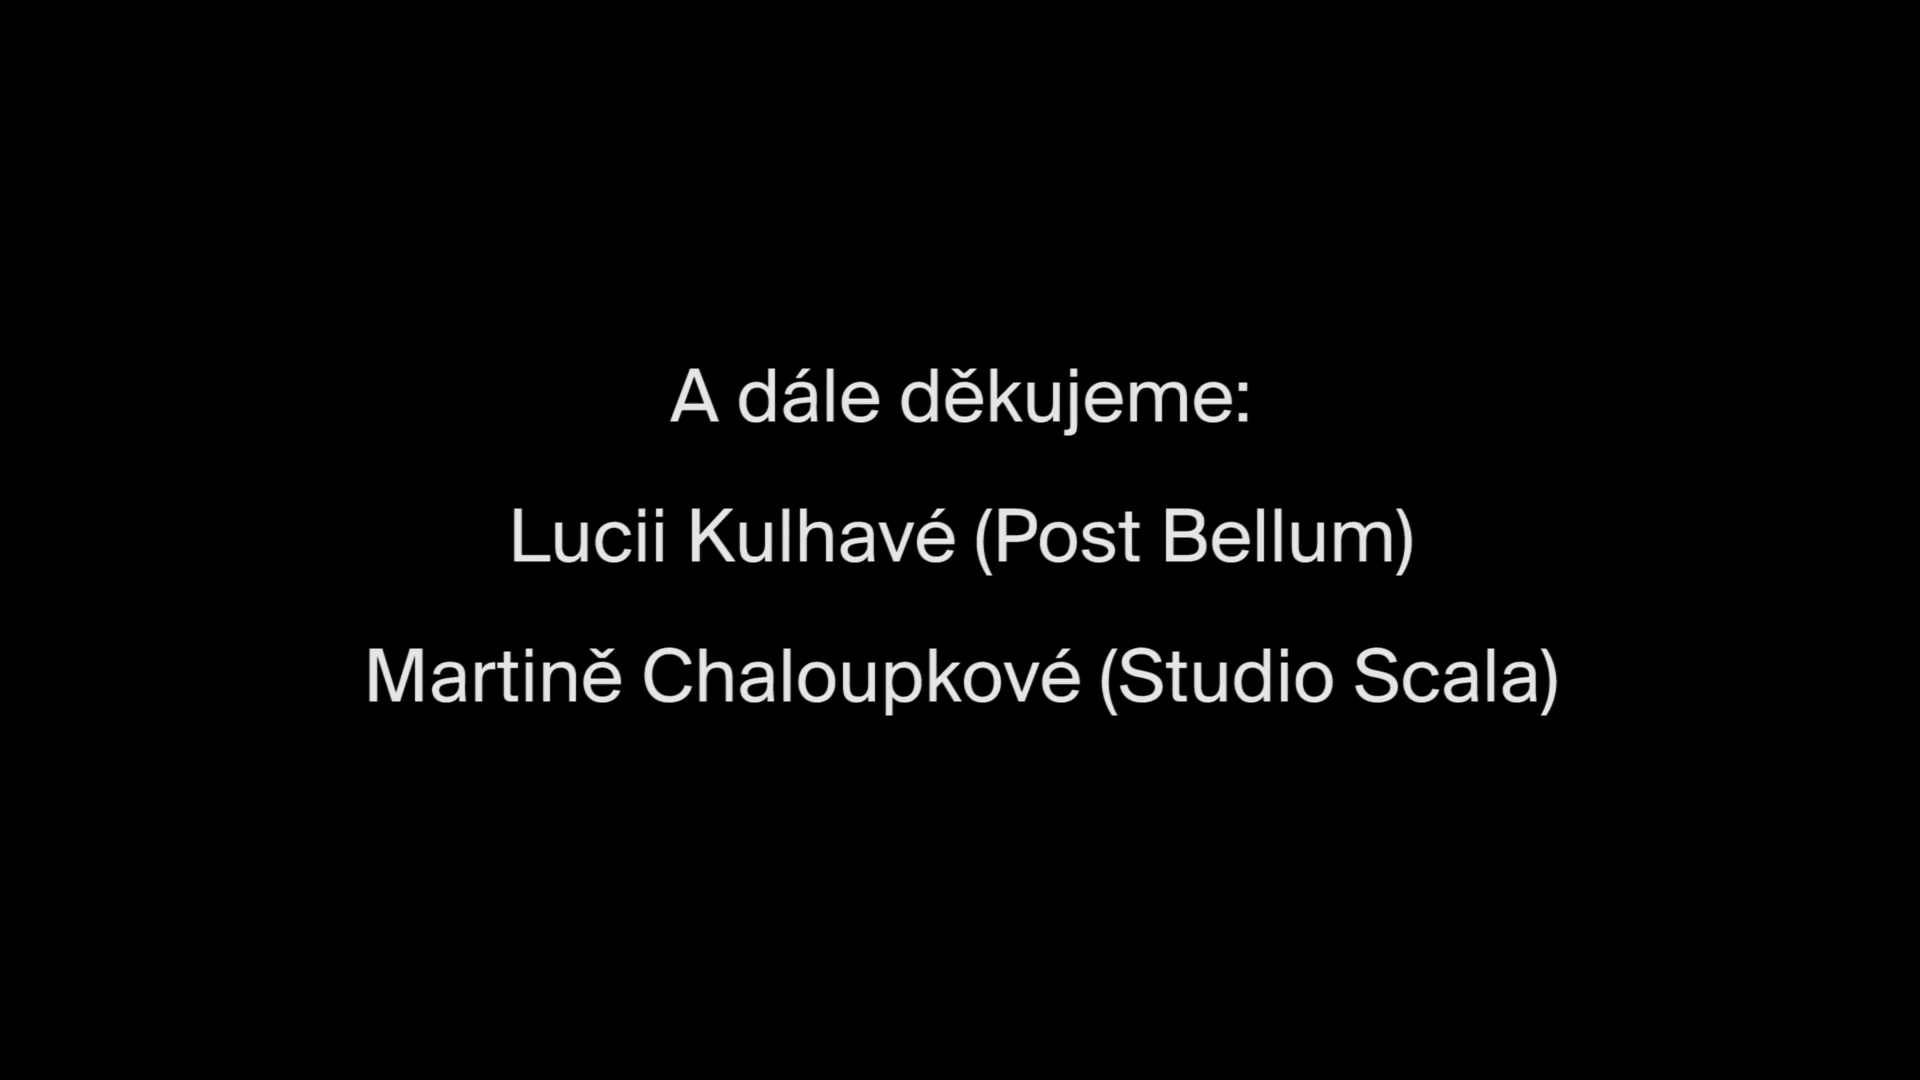 A dále děkujeme:
Lucii Kulhavé (Post Bellum)
Martině Chaloupkové (Studio Scala)